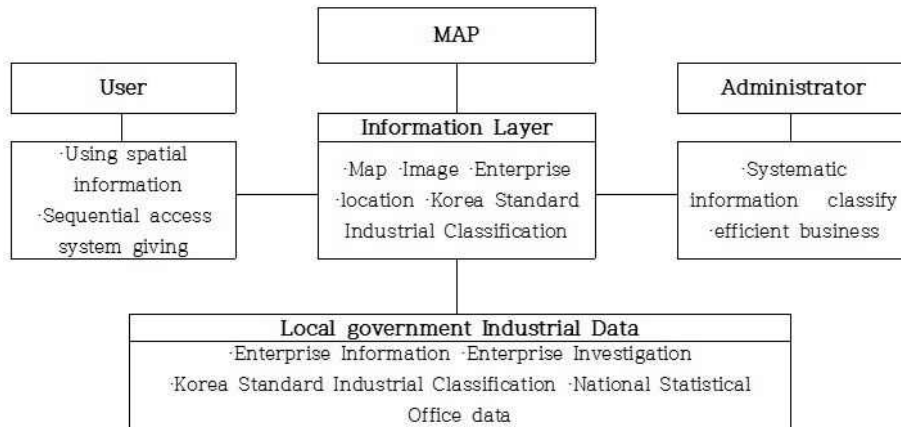 MAP
User
Administrator
Information Layer
·Using spatial
information
·Sequential access
system giving
·Map ·Image ·Enterprise
·location ·Korea Standard
Industrial Classification
·Systematic
information classify
·efficient business
Local government Industrial Data
·Enterprise Information ·Enterprise Investigation
·Korea Standard Industrial Classification ·National Statistical
Office data